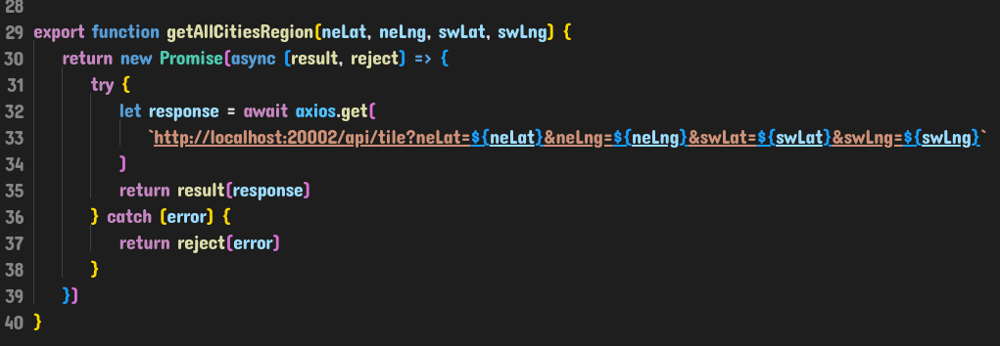 28
29 export function getAllCitiesRegion(neLat, neLng, swLat, swLng) {
30 return new Promise(async (result, reject) => {
31 try {
32 let response = await axios.get(
33 `http://localhost:20002/api/tile?neLat=${neLat}&neLng=${neLng}&swLat=${swLat}&swLng=${swLng}`
34 )
35 return result(response)
36 } catch (error) {
37 return reject(error)
38 }
39 })
40 }